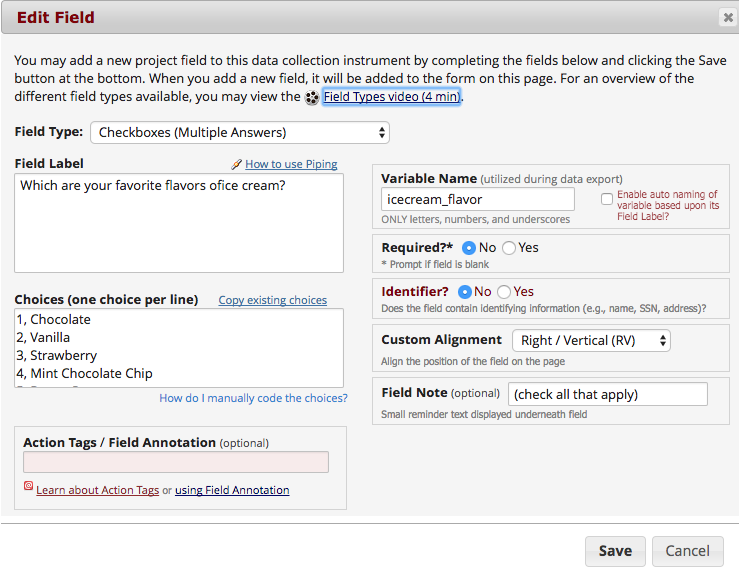 Edit Field
You may add a new project field to this data collection instrument by completing the fields below and clicking the Save
button at the bottom. When you add a new field, it will be added to the form on this page. For an overview of the
different field types available, you may view the Field Types video (4 min).
Field Type: Checkboxes (Multiple Answers)
Field Label How to use Piping
Which are your favorite flavors ofice cream?
Choices (one choice per line) Copy existing choices
1, Chocolate
2, Vanilla
3, Strawberry
4, Mint Chocolate Chip
How do I manually code the choices?
Action Tags / Field Annotation (optional)
Learn about Action Tags or using Field Annotation
Variable Name (utilized during data export)
icecream_flavor
ONLY letters, numbers, and underscores
Enable auto naming of
variable based upon its
Field Label?
Required?* No Yes
* Prompt if field is blank
Identifier? No Yes
Does the field contain identifying information (e.g., name, SSN, address)?
Custom Alignment Right / Vertical (RV)
Align the position of the field on the page
Field Note (optional) (check all that apply)
Small reminder text displayed underneath field
Save Cancel